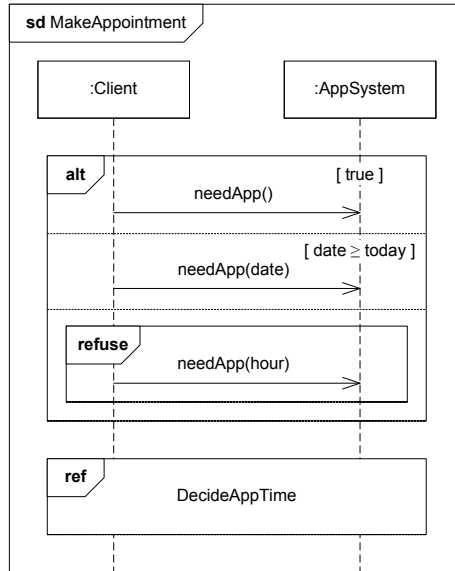 sd MakeAppointment
:Client
:AppSystem
alt
[ true ]
needApp()
[ date ≥ today ]
needApp(date)
refuse
needApp(hour)
ref
DecideAppTime